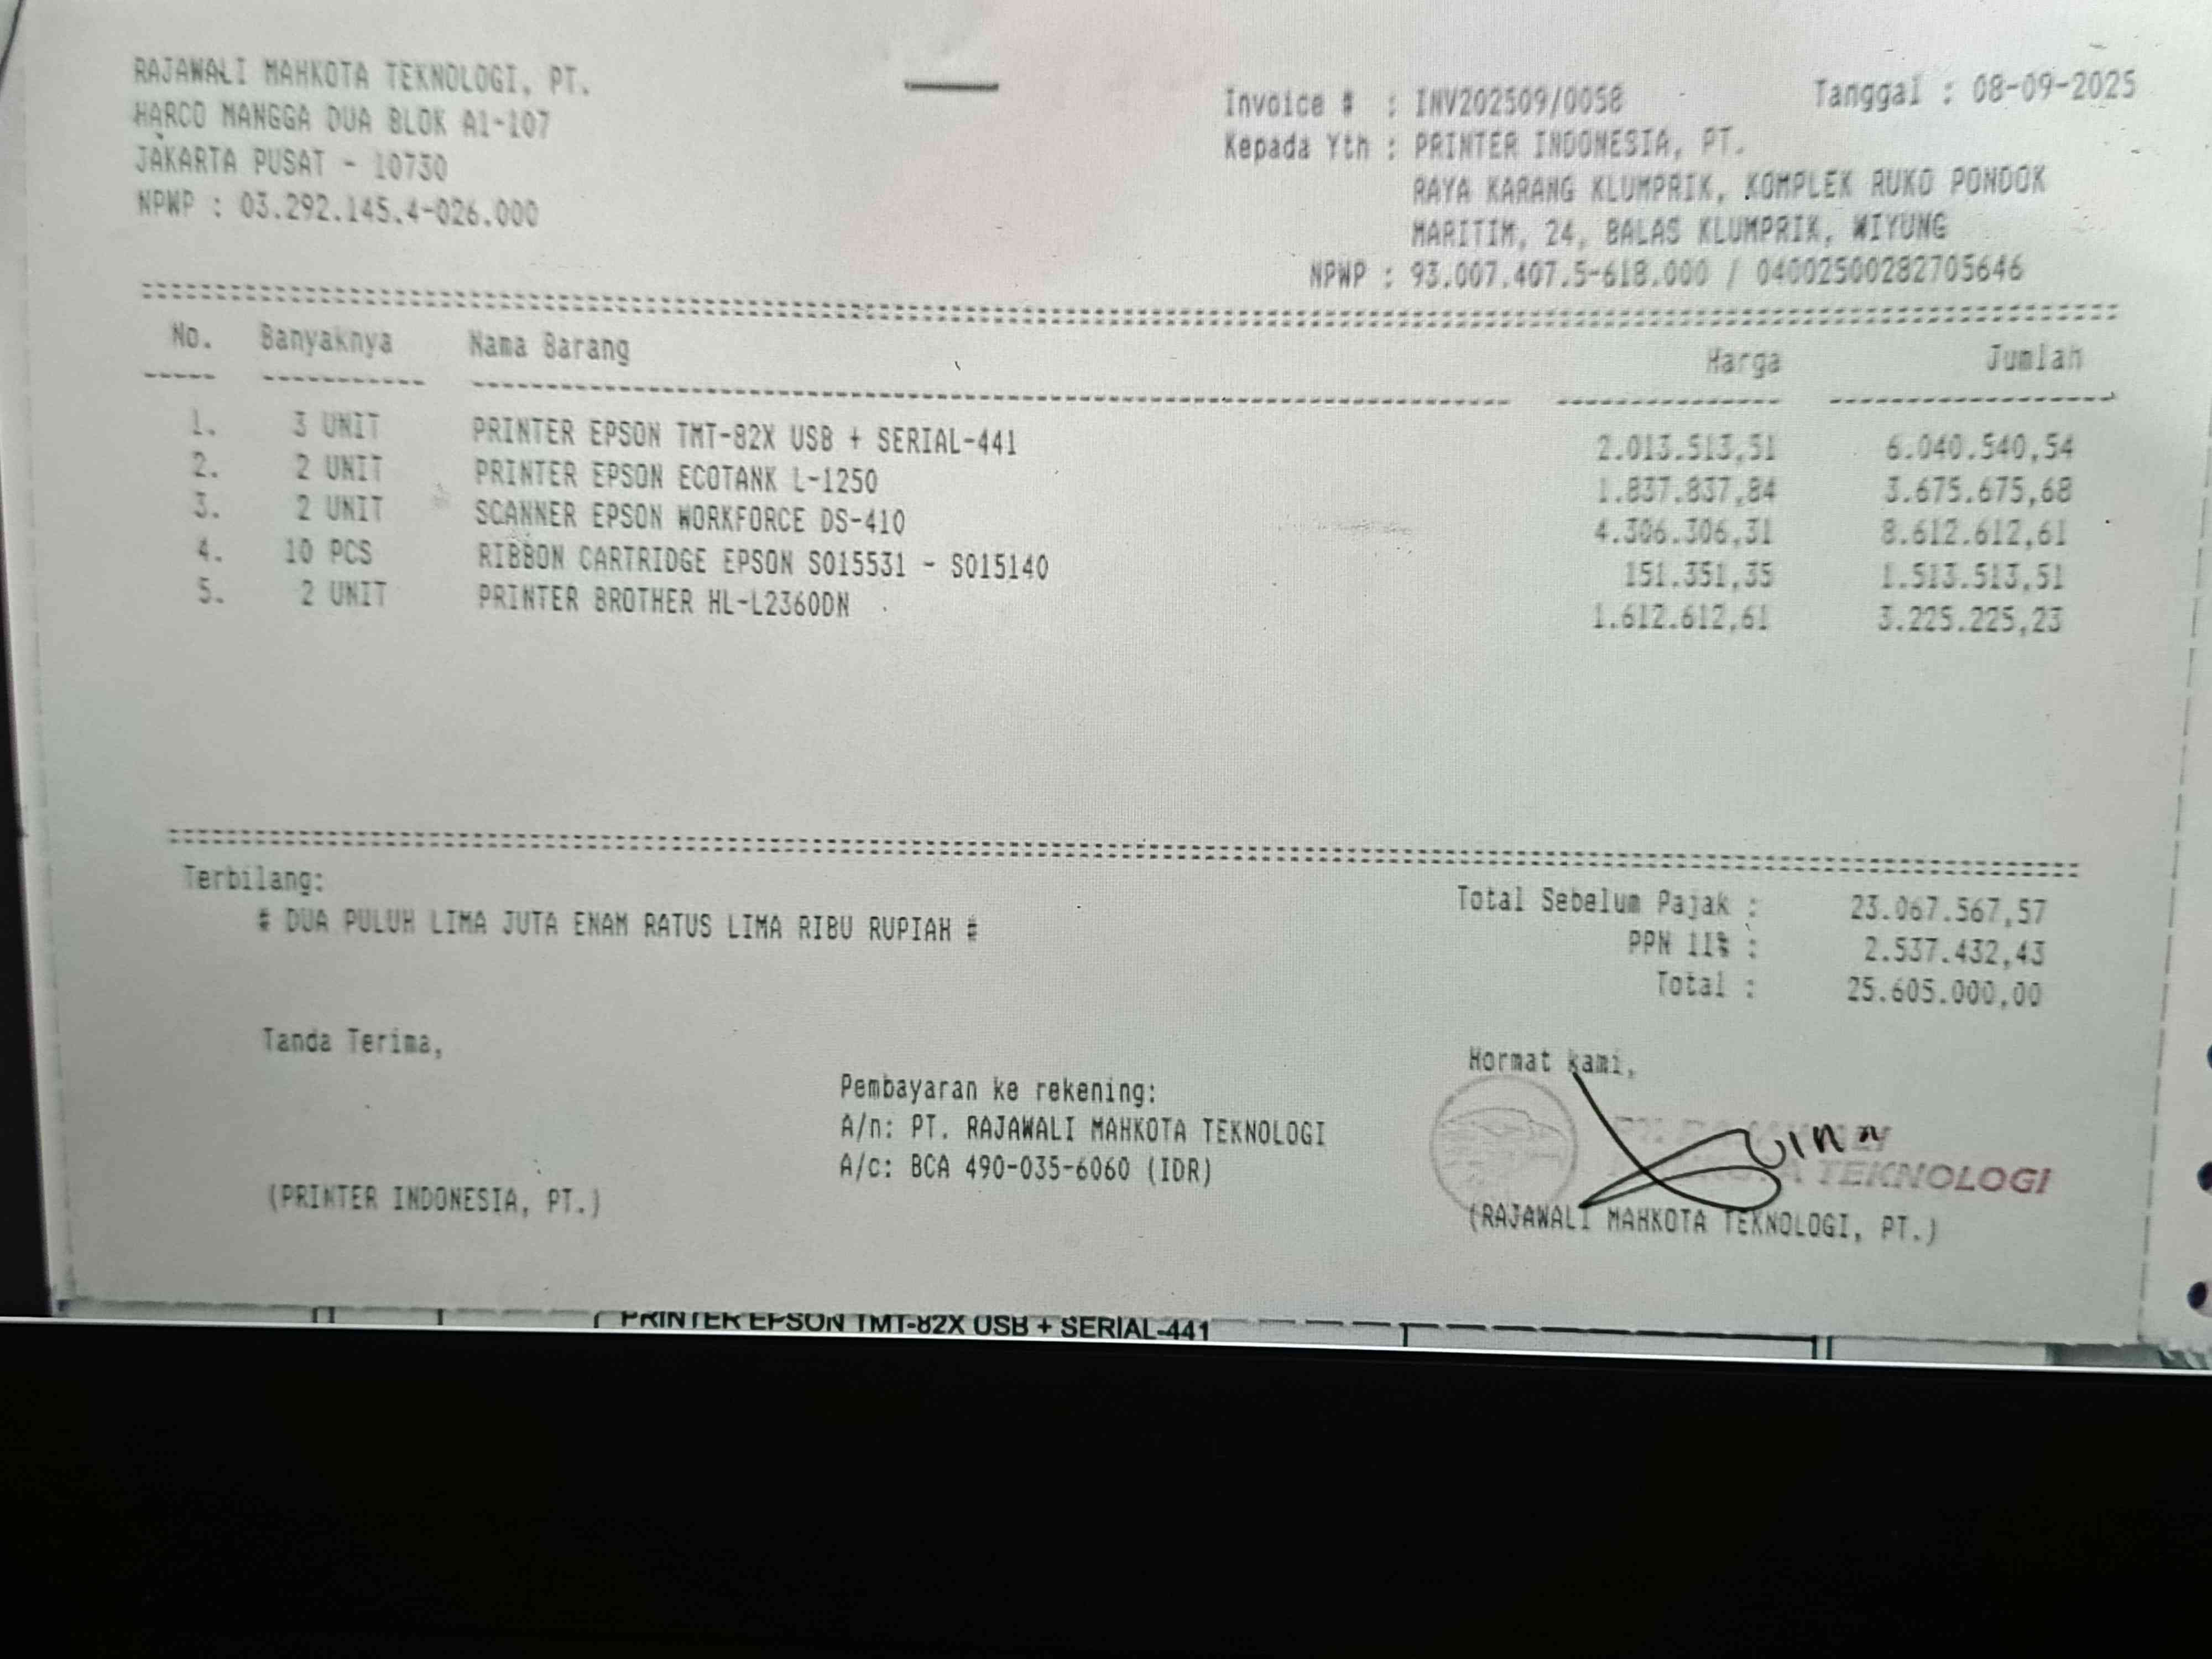 RAJAWALI MAHKOTA TEKNOLOGI, PT.
HARCO MANGGA DUA BLOK A1-107
JAKARTA PUSAT - 10730
NPWP : 03.292.145.4-026.000
Invoice # : INV202509/0058 Tanggal : 08-09-2025
Kepada Yth : PRINTER INDONESIA, PT.
RAYA KARANG KLUMPRIK, KOMPLEK RUKO PONDOK
MARITIM, 24, BALAS KLUMPRIK, WIYUNG
NPWP : 93.007.407.5-618.000 / 04002500282705646
No. Banyaknya Nama Barang Harga Jumlah
1. 3 UNIT PRINTER EPSON TMT-82X USB + SERIAL-441 2.013.513,51 6.040.540,54
2. 2 UNIT PRINTER EPSON ECOTANK L-1250 1.837.837,84 3.675.675,68
3. 2 UNIT SCANNER EPSON WORKFORCE DS-410 4.306.306,31 8.612.612,61
4. 10 PCS RIBBON CARTRIDGE EPSON S015531 - S015140 151.351,35 1.513.513,51
5. 2 UNIT PRINTER BROTHER HL-L2360DN 1.612.612,61 3.225.225,23
Terbilang:
# DUA PULUH LIMA JUTA ENAM RATUS LIMA RIBU RUPIAH #
Total Sebelum Pajak : 23.067.567,57
PPN 11% : 2.537.432,43
Total : 25.605.000,00
Tanda Terima,
(PRINTER INDONESIA, PT.)
Pembayaran ke rekening:
A/n: PT. RAJAWALI MAHKOTA TEKNOLOGI
A/c: BCA 490-035-6060 (IDR)
Hormat kami,
TEKNOLOGI
(RAJAWALI MAHKOTA TEKNOLOGI, PT.)
PRINTER EPSON TMT-82X USB + SERIAL-441